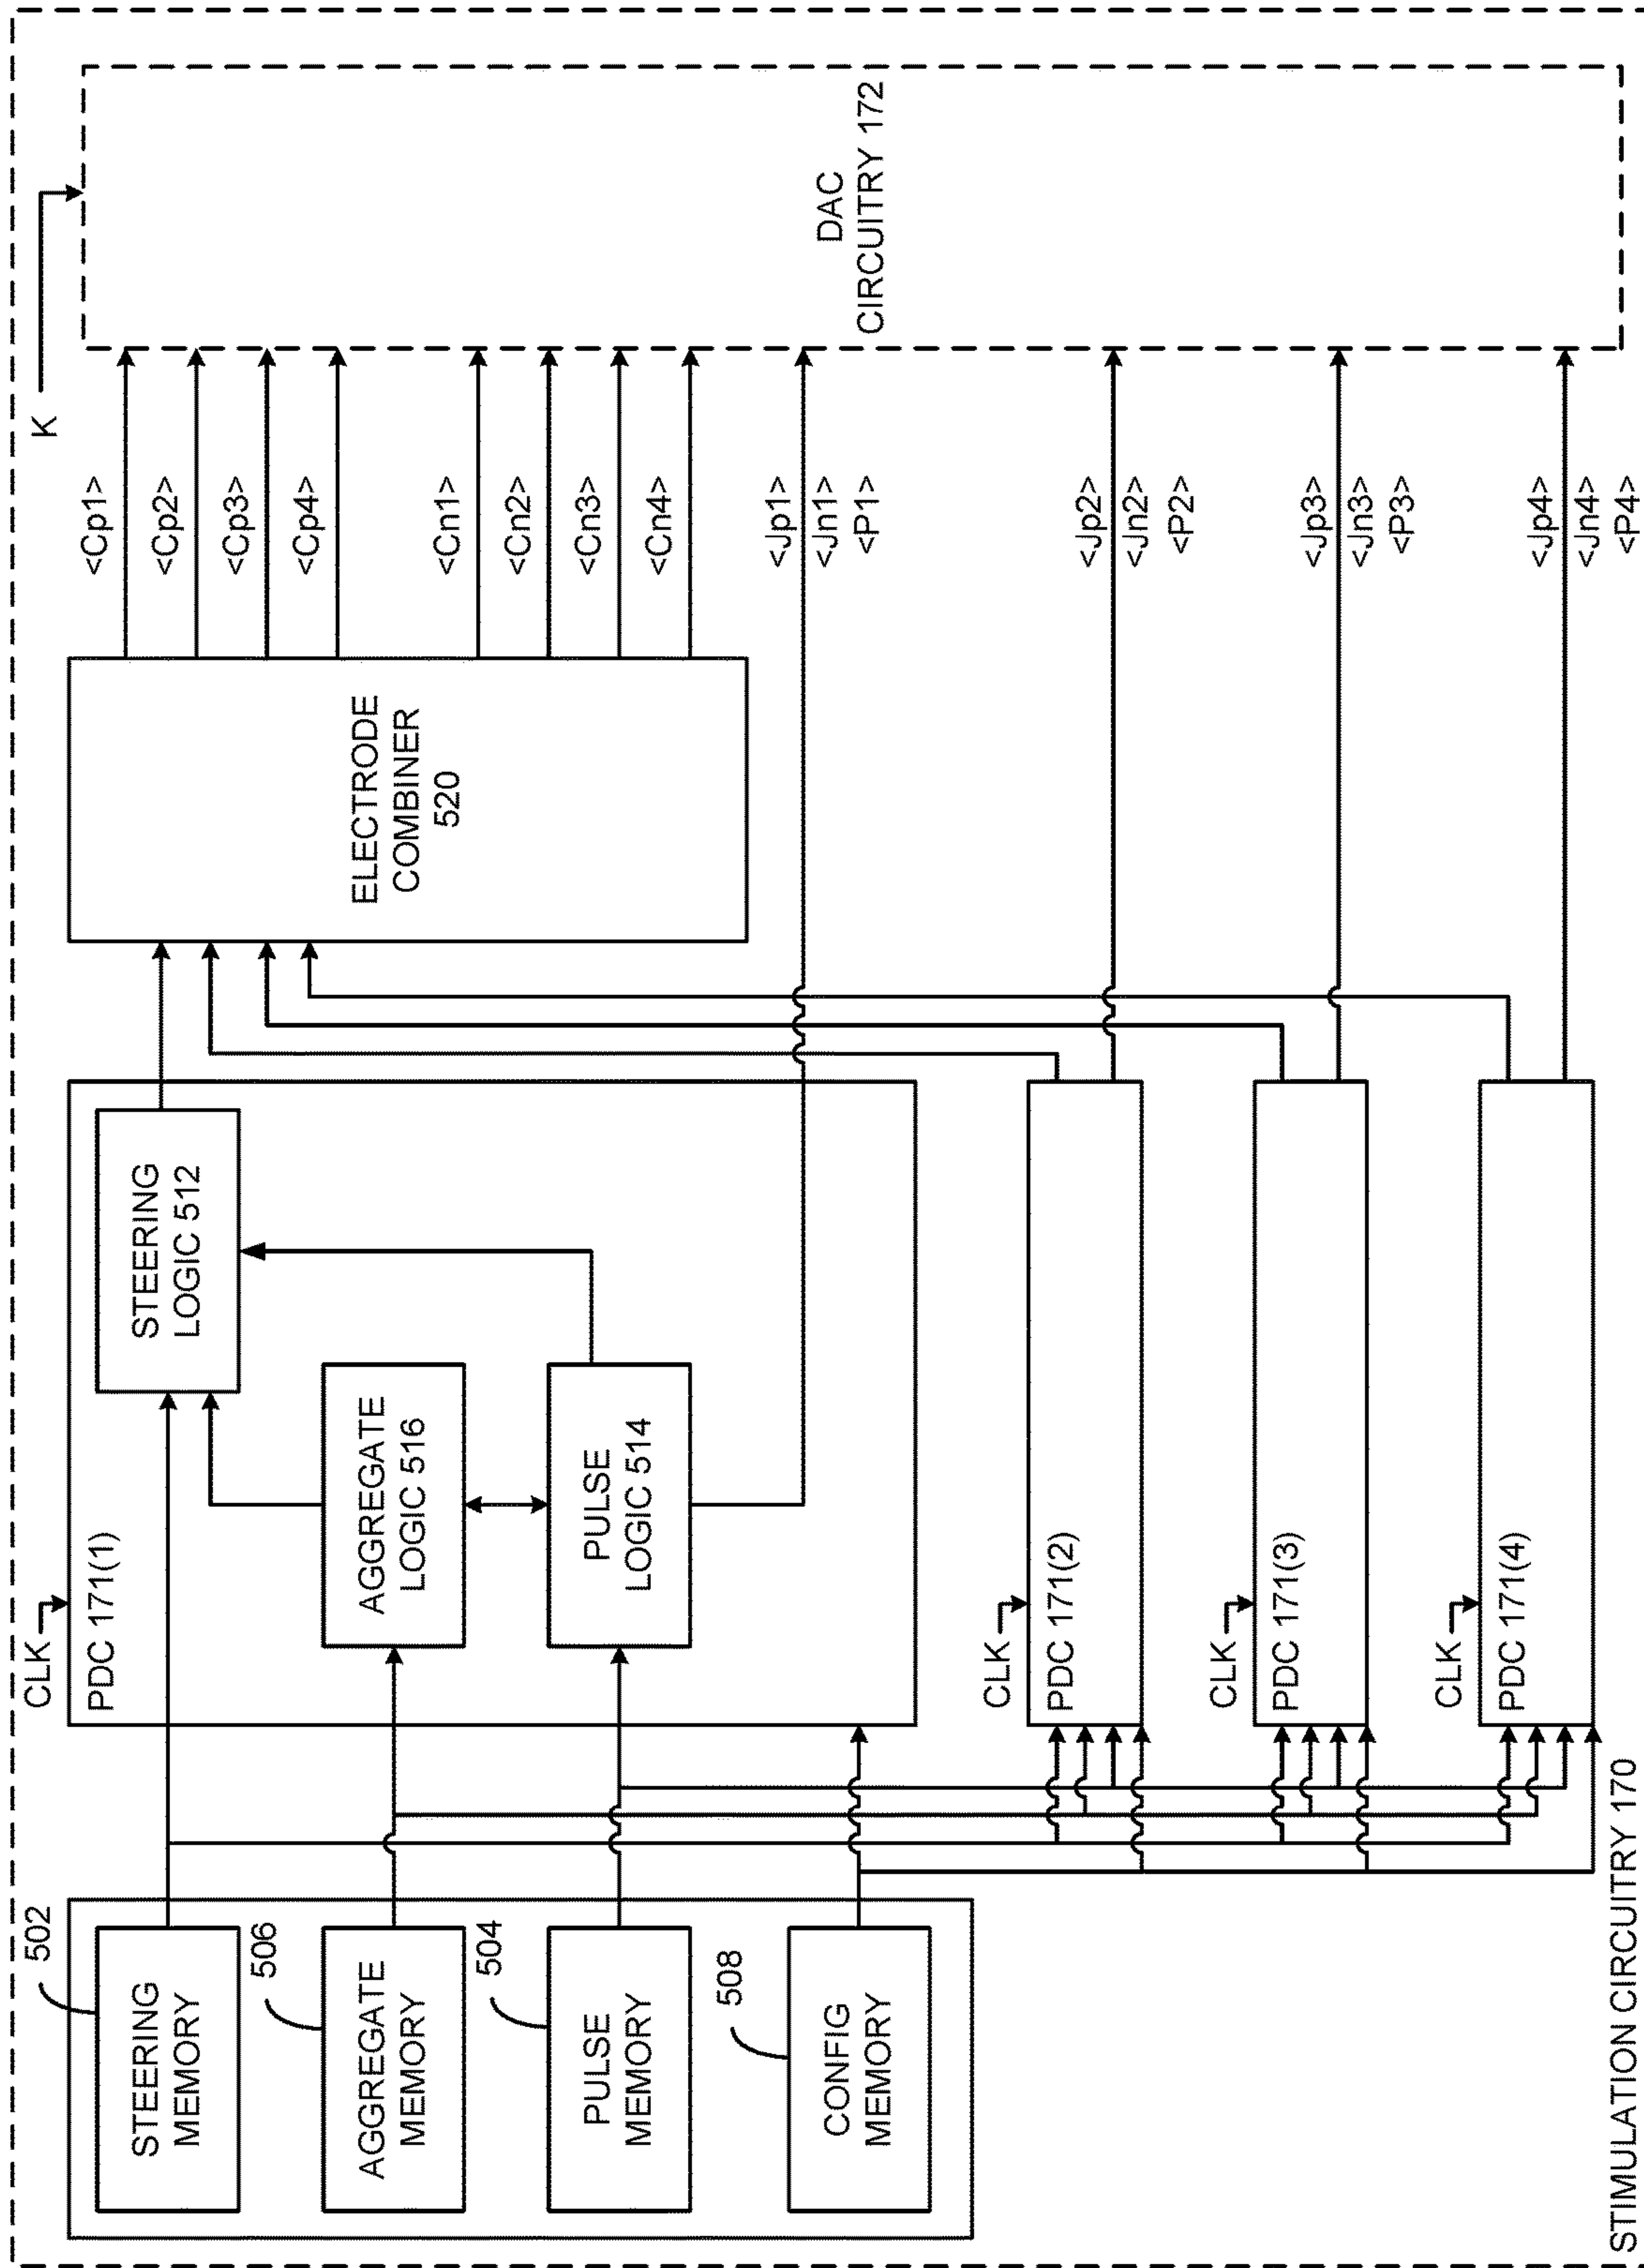 STEERING
MEMORY
502
AGGREGATE
MEMORY
506
PULSE
MEMORY
504
CONFIG
MEMORY
508
CLK
PDC 171(1)
STEERING
LOGIC 512
AGGREGATE
LOGIC 516
PULSE
LOGIC 514
CLK
PDC 171(2)
CLK
PDC 171(3)
CLK
PDC 171(4)
ELECTRODE
COMBINER
520
<Cp1>
<Cp2>
<Cp3>
<Cp4>
<Cn1>
<Cn2>
<Cn3>
<Cn4>
<Jp1>
<Jn1>
<P1>
<Jp2>
<Jn2>
<P2>
<Jp3>
<Jn3>
<P3>
<Jp4>
<Jn4>
<P4>
K
DAC
CIRCUITRY 172
STIMULATION CIRCUITRY 170